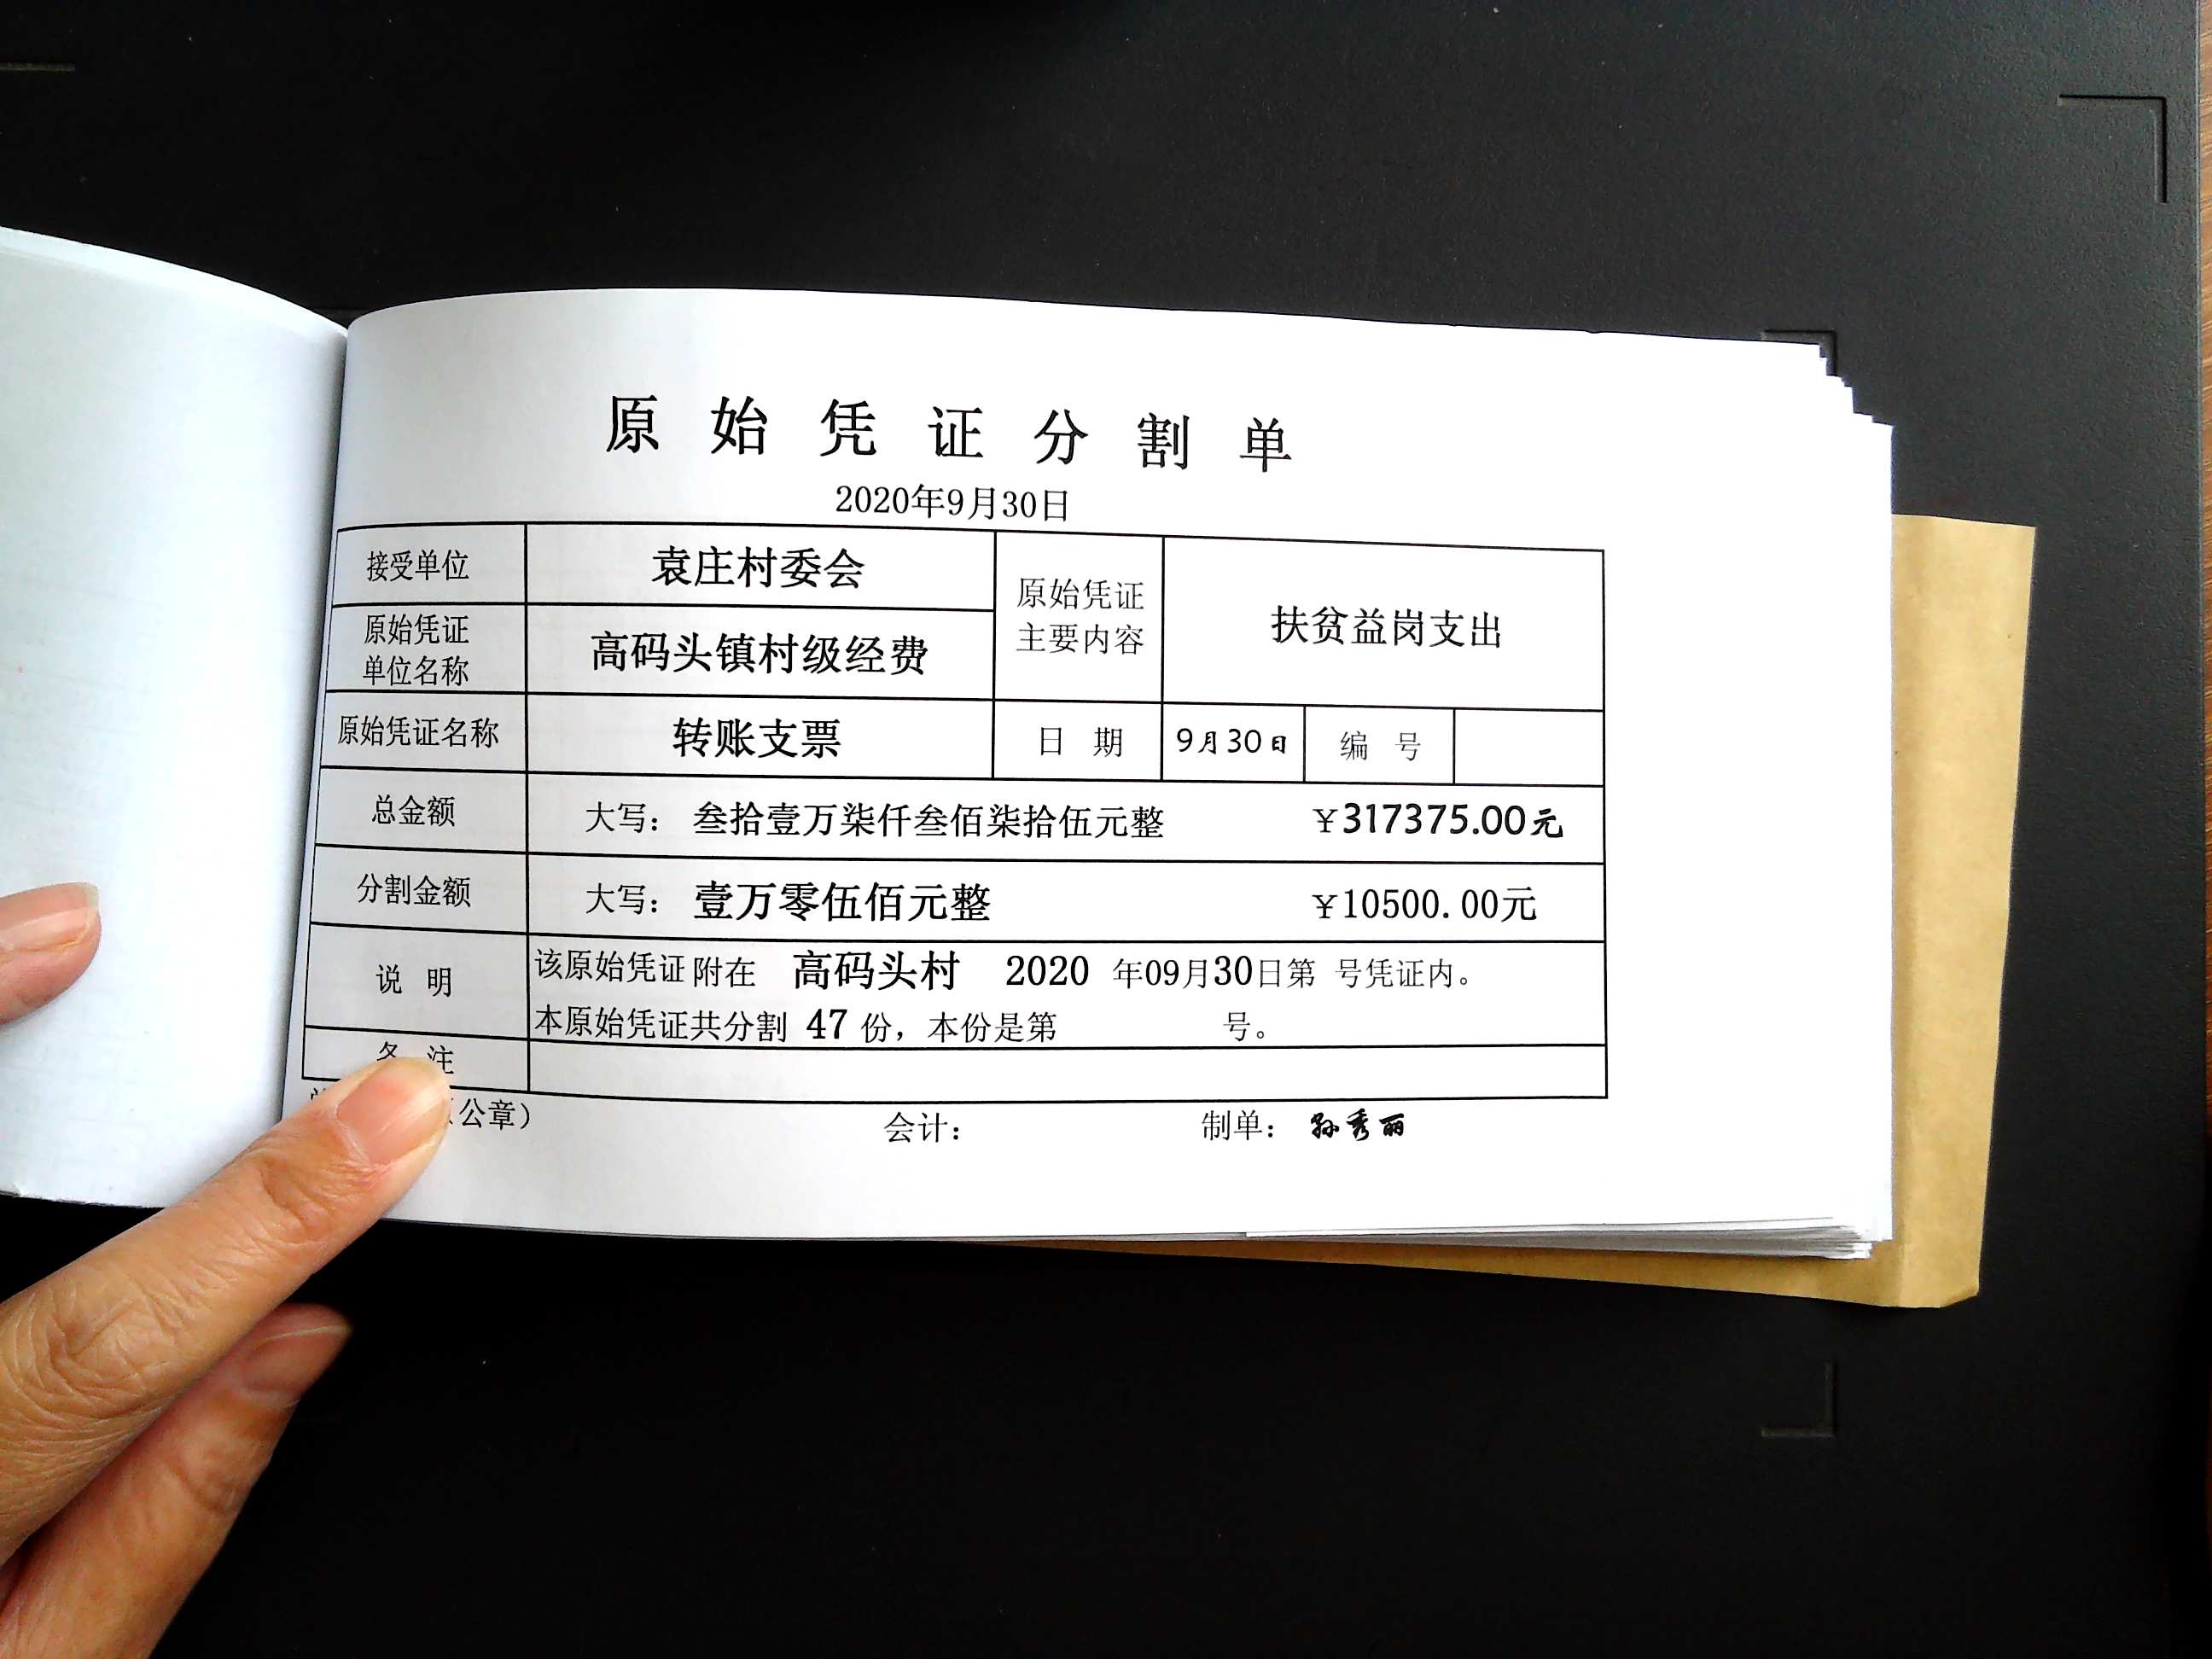 原始凭证分割单
2020年9月30日
接受单位 袁庄村委会
原始凭证单位名称 高码头镇村级经费
原始凭证主要内容 扶贫益岗支出
原始凭证名称 转账支票 日期 9月30日 编号
总金额 大写：叁拾壹万柒仟叁佰柒拾伍元整 ¥317375.00元
分割金额 大写：壹万零伍佰元整 ¥10500.00元
说明 该原始凭证附在 高码头村 2020 年09月30日第 号凭证内。
本原始凭证共分割 47 份，本份是第 号。
备注
（公章） 会计： 制单：孙秀丽